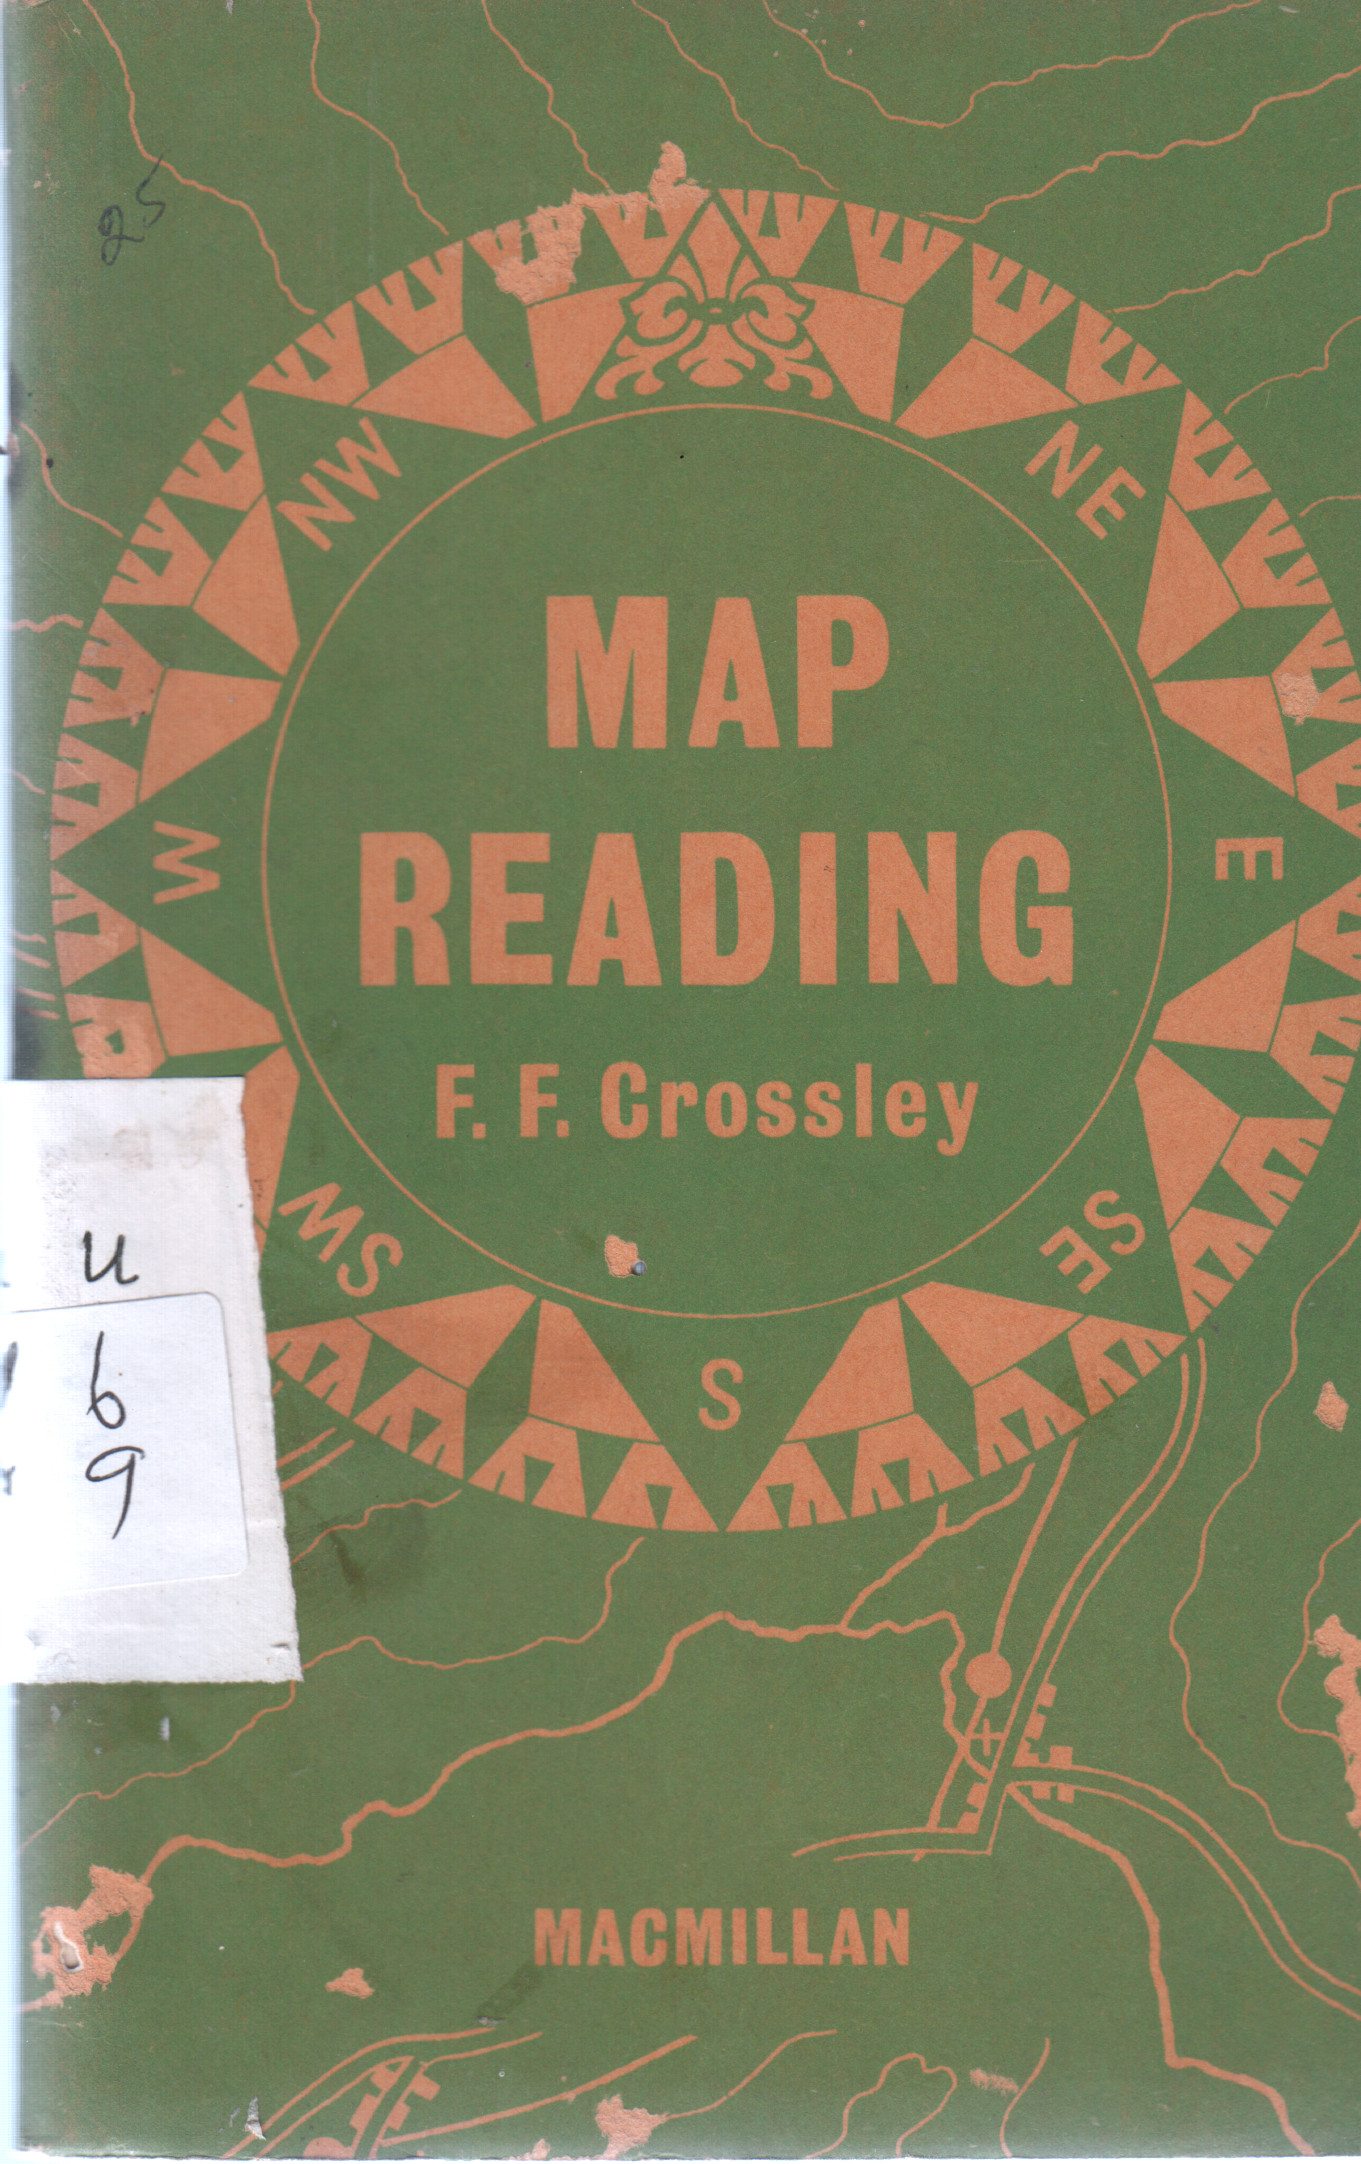 25
NW
NE
MAP
READING
W
E
F. F. Crossley
SW
SE
S
u
6
9
MACMILLAN